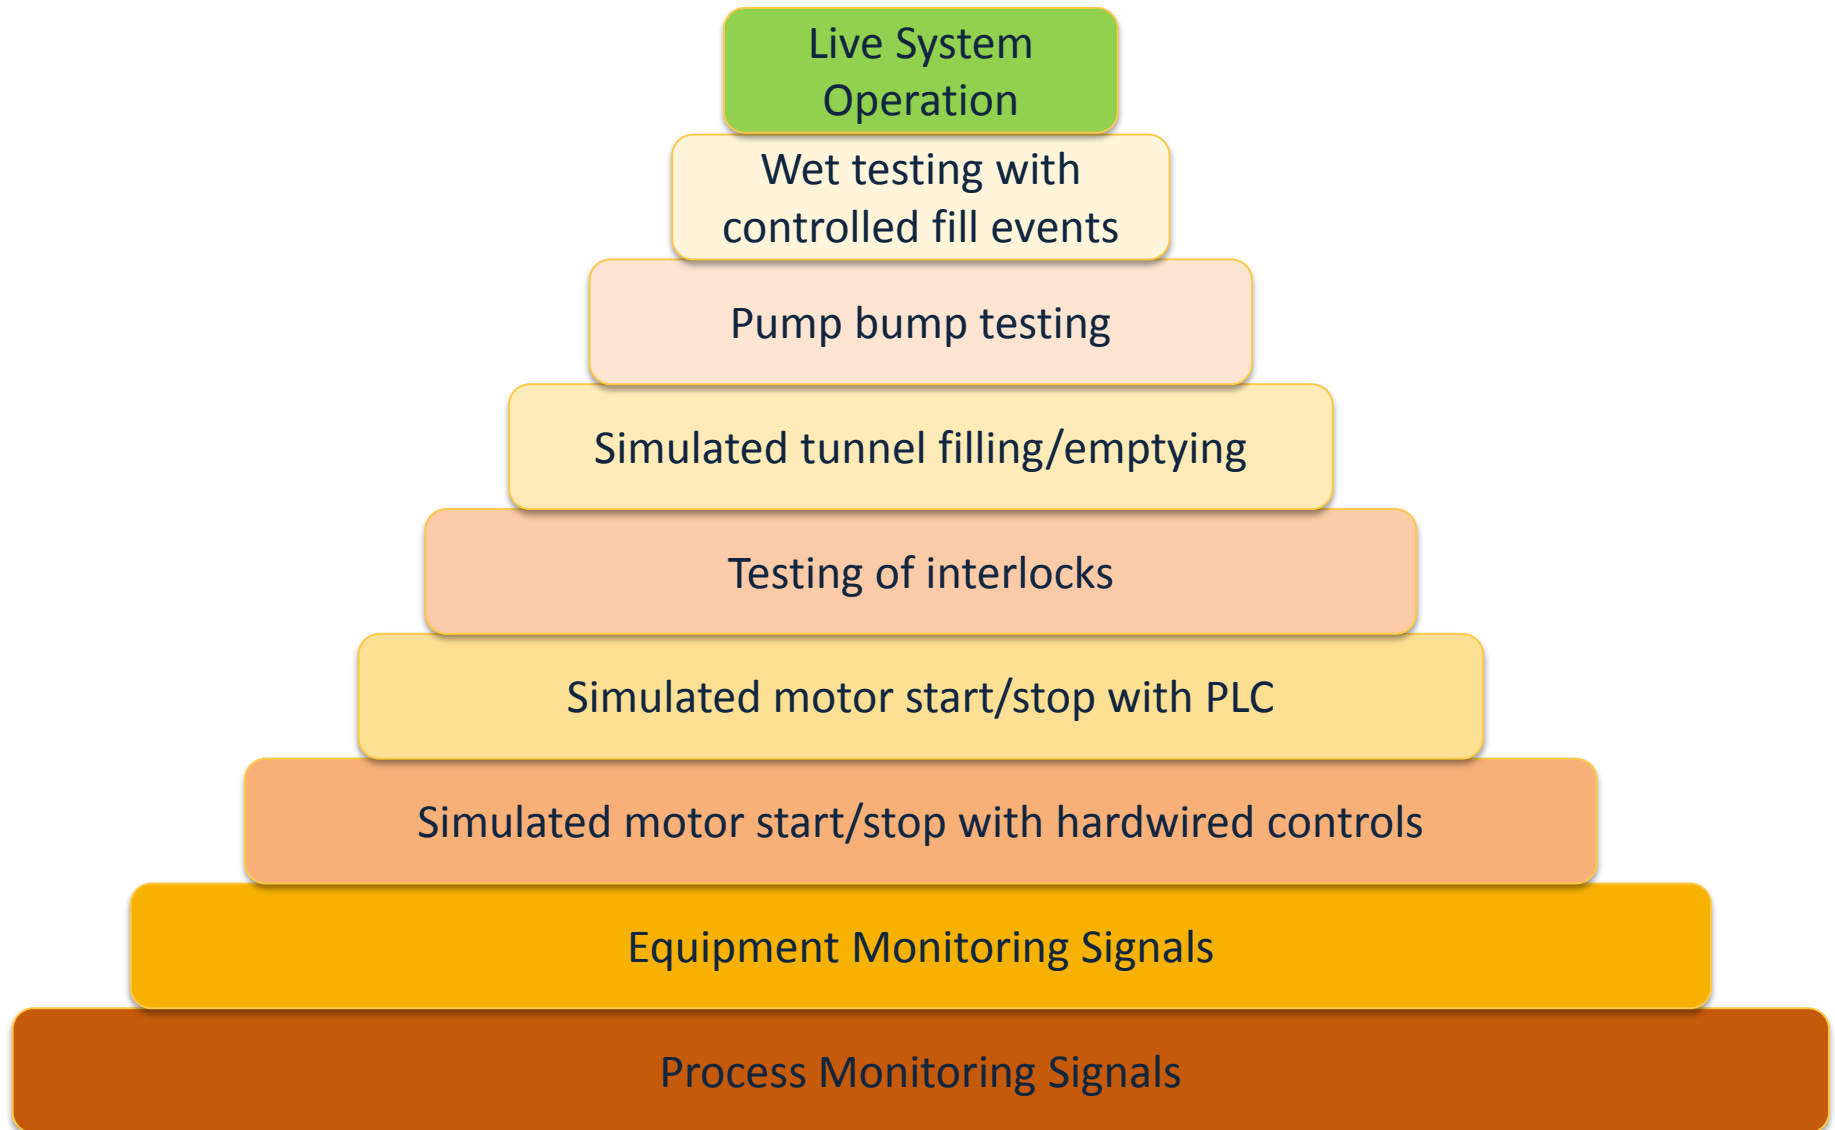 Live System
Operation
Wet testing with
controlled fill events
Pump bump testing
Simulated tunnel filling/emptying
Testing of interlocks
Simulated motor start/stop with PLC
Simulated motor start/stop with hardwired controls
Equipment Monitoring Signals
Process Monitoring Signals